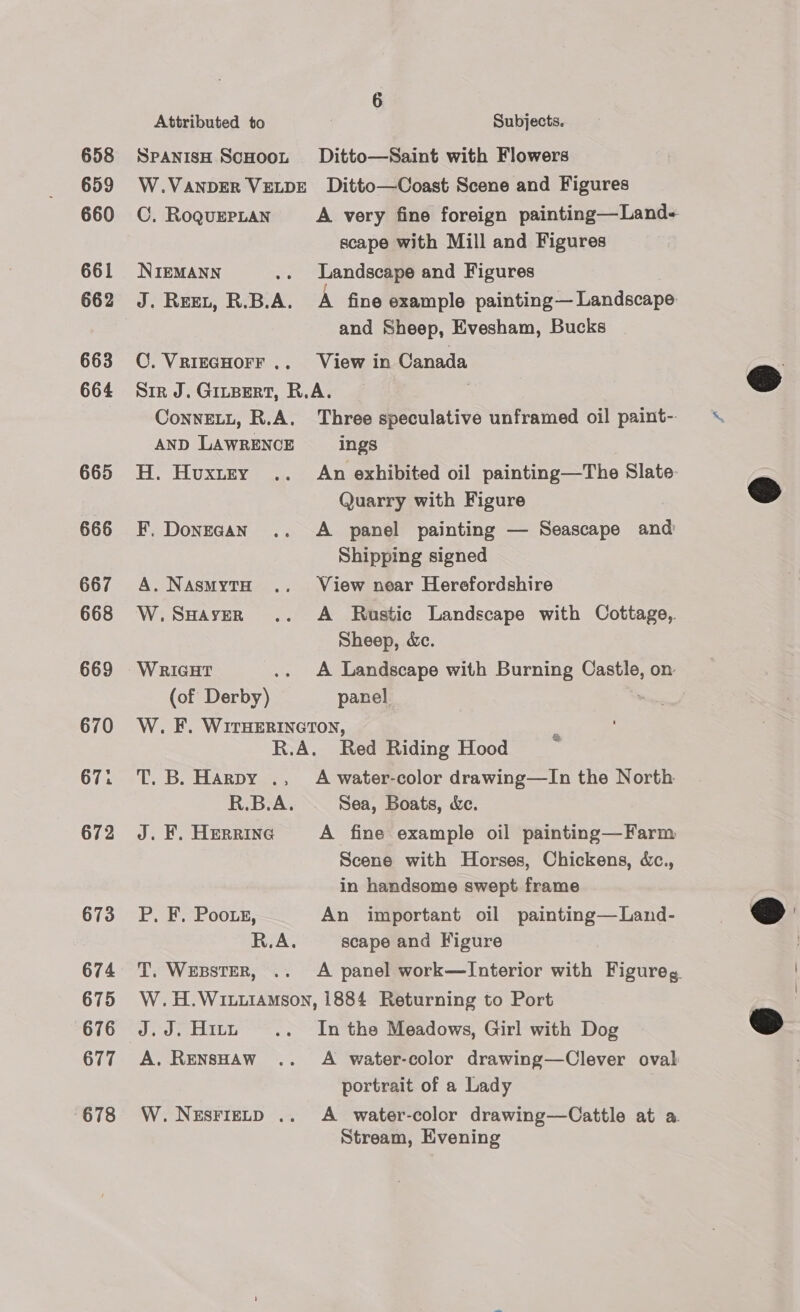 6
Attributed to Subjects.
658 SPANISH SCHOOL Ditto—Saint with Flowers
659 W. VANDER VELDE Ditto—Coast Scene and Figures
660 C. ROQUEPLAN A very fine foreign painting—Land-
scape with Mill and Figures
661 NIEMANN .. Landscape and Figures
662 J. REEL, R.B.A. A fine example painting—Landscape
and Sheep, Evesham, Bucks
663 C. VRIEGHOFF .. View in Canada
664 SIR J. GILBERT, R.A.
CONNELL, R.A. Three speculative unframed oil paint-
AND LAWRENCE ings
665 H. HUXLEY .. An exhibited oil painting—The Slate
Quarry with Figure
666 F. DONEGAN .. A panel painting — Seascape and
Shipping signed
667 A. NASMYTH .. View near Herefordshire
668 W. SHAYER .. A Rustic Landscape with Cottage,
Sheep, &c.
669 WRIGHT .. A Landscape with Burning Castle, on
(of Derby) panel
670 W. F. WITHERINGTON,
R.A. Red Riding Hood
671 T. B. HARDY ., A water-color drawing—In the North
R.B.A. Sea, Boats, &c.
672 J. F. HERRING A fine example oil painting—Farm
Scene with Horses, Chickens, &c.,
in handsome swept frame
673 P. F. POOLE, An important oil painting—Land-
R.A. scape and Figure
674 T. WEBSTER, .. A panel work—Interior with Figures.
675 W. H. WILLIAMSON, 1884 Returning to Port
676 J. J. HILL .. In the Meadows, Girl with Dog
677 A. RENSHAW .. A water-color drawing—Clever oval
portrait of a Lady
678 W. NESFIELD .. A water-color drawing—Cattle at a
Stream, Evening